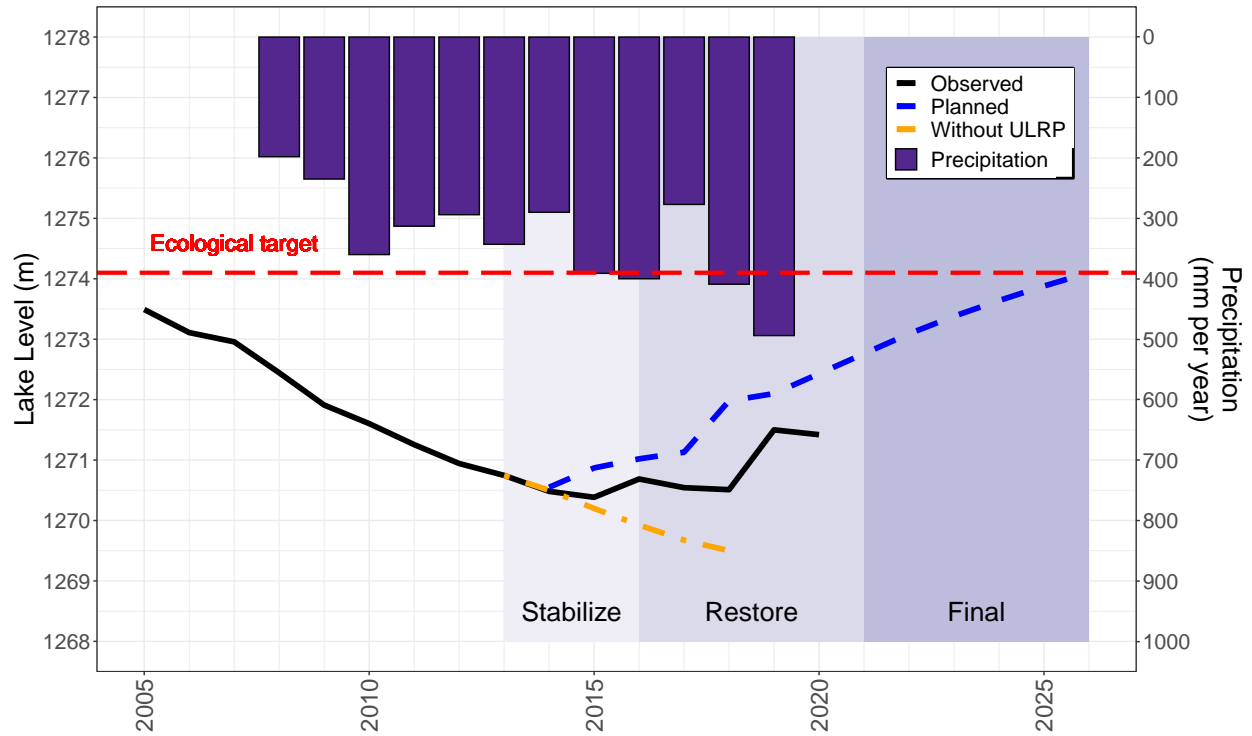 1278
1277
1276
1275
1274
1273
1272
1271
1270
1269
1268
Lake Level (m)
Ecological target
Observed
Planned
Without ULRP
Precipitation
Stabilize
Restore
Final
0
100
200
300
400
500
600
700
800
900
1000
Precipitation
(mm per year)
2005
2010
2015
2020
2025